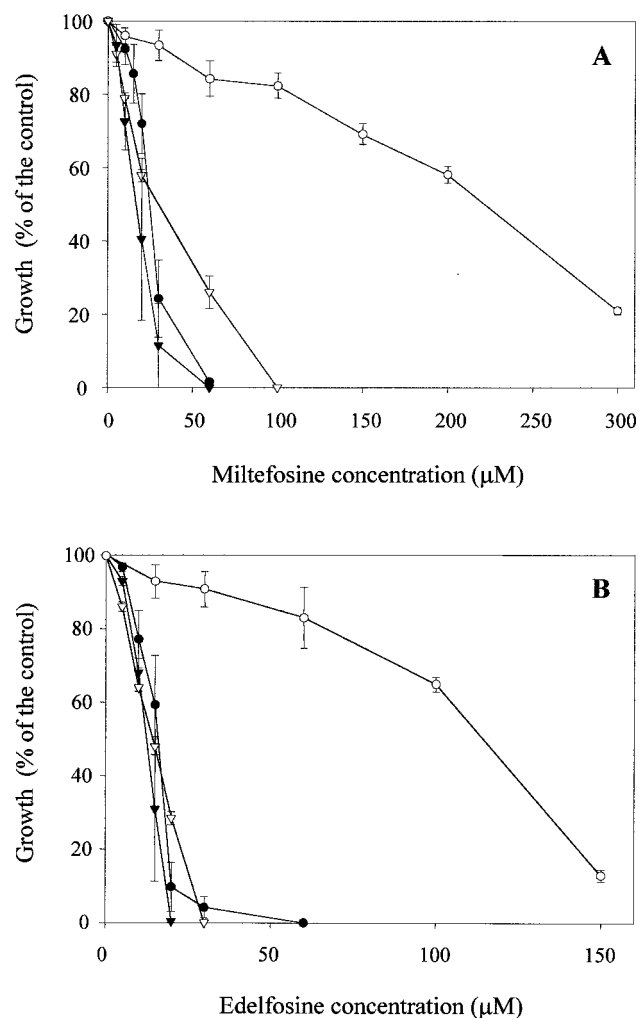 A
100
80
60
40
20
0
Growth (% of the control)
0 50 100 150 200 250 300
Miltefosine concentration (μM)
B
100
80
60
40
20
0
Growth (% of the control)
0 50 100 150
Edelfosine concentration (μM)